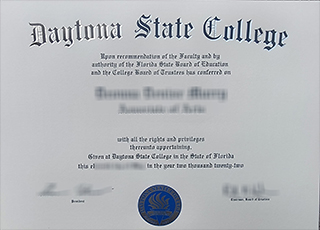 Daytona State College
Upon recommendation of the Faculty and by
authority of the Florida State Board of Education
and the College Board of Trustees has conferred on
with all the rights and privileges
thereunto appertaining.
Given at Daytona State College in the State of Florida
this in the year two thousand twenty-two
President